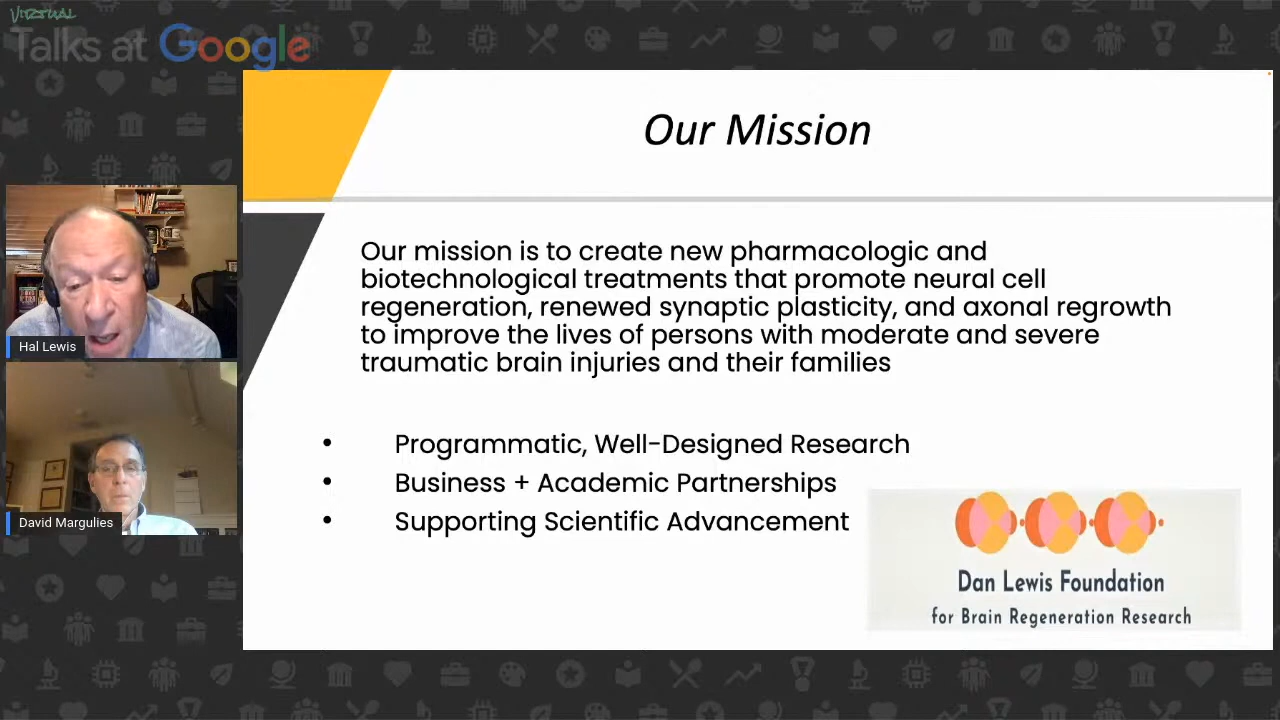 VIRTUAL
Talks at Google
Our Mission
Our mission is to create new pharmacologic and
biotechnological treatments that promote neural cell
regeneration, renewed synaptic plasticity, and axonal regrowth
to improve the lives of persons with moderate and severe
traumatic brain injuries and their families
• Programmatic, Well-Designed Research
• Business + Academic Partnerships
• Supporting Scientific Advancement
Dan Lewis Foundation
for Brain Regeneration Research
Hal Lewis
David Margulies